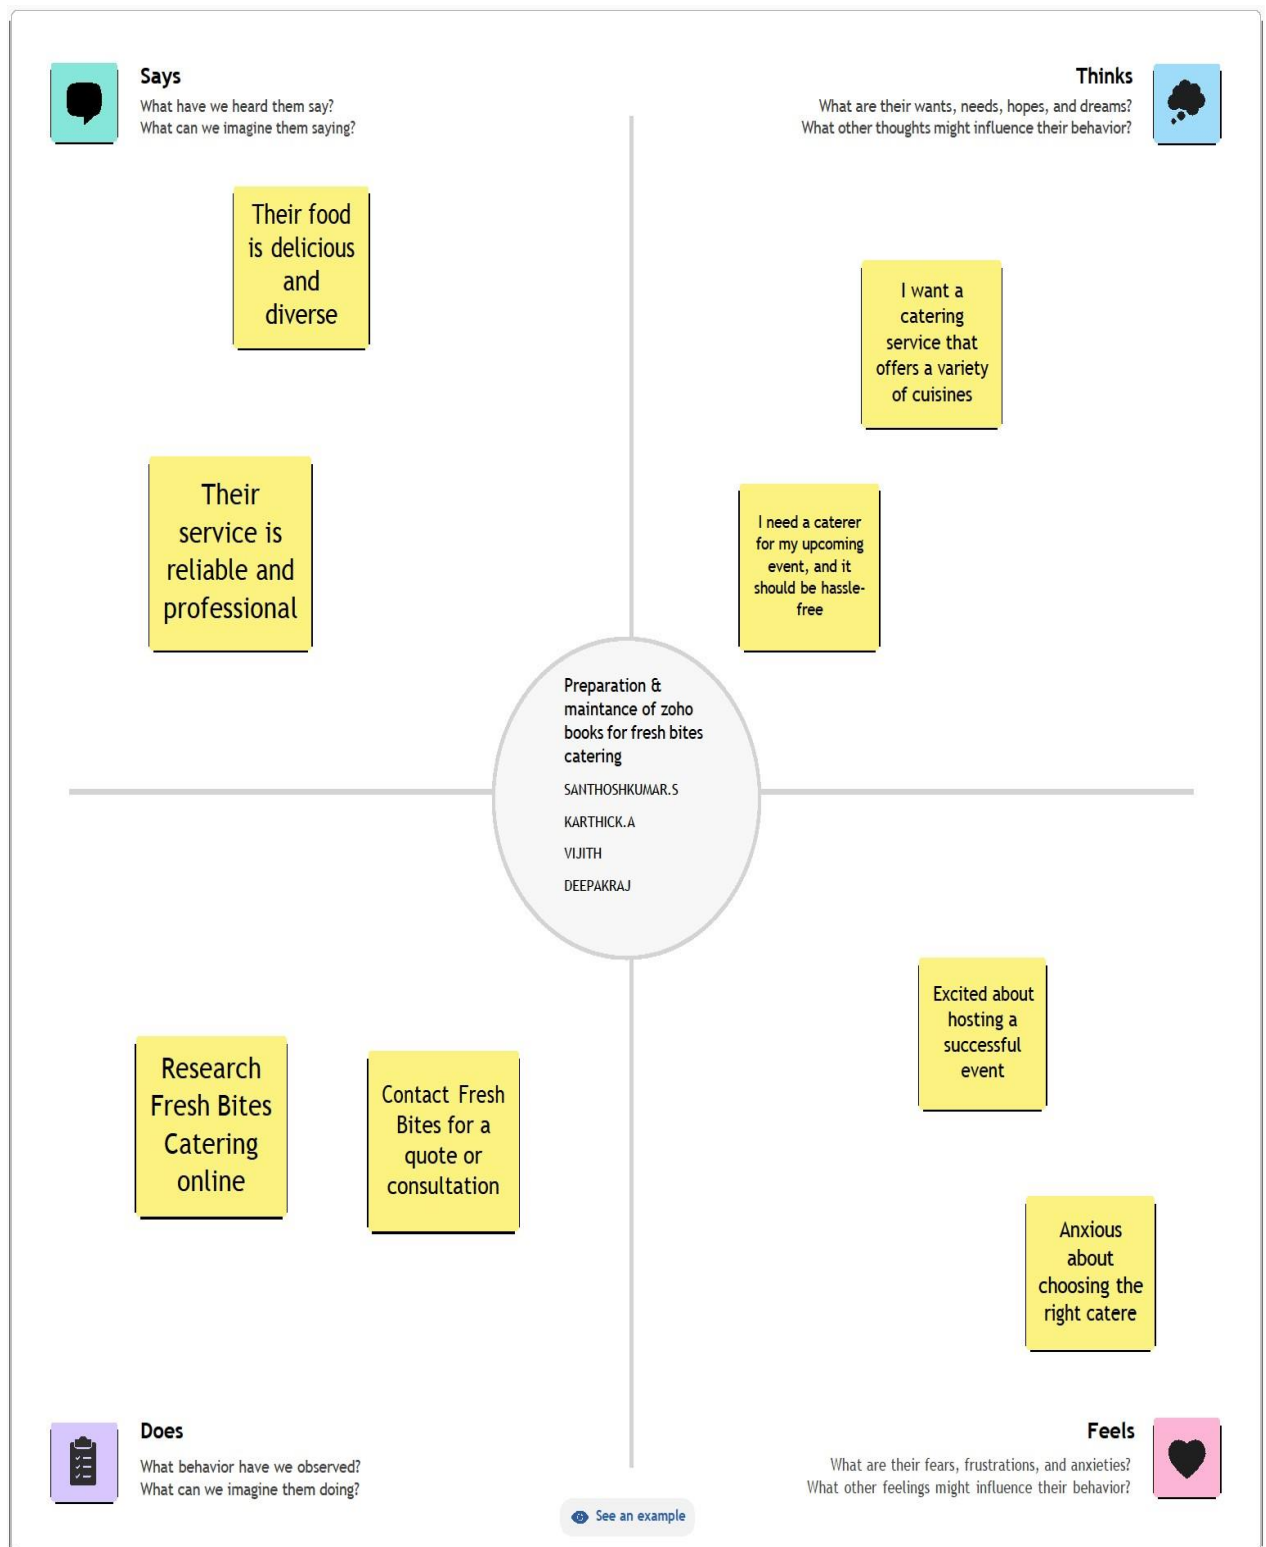 Says
What have we heard them say?
What can we imagine them saying?
Thinks
What are their wants, needs, hopes, and dreams?
What other thoughts might influence their behavior?
Their food
is delicious
and
diverse
I want a
catering
service that
offers a variety
of cuisines
Their
service is
reliable and
professional
I need a caterer
for my upcoming
event, and it
should be hassle-
free
Preparation &
maintance of zoho
books for fresh bites
catering
SANTHOSHKUMAR.S
KARTHICK.A
VIJITH
DEEPAKRAJ
Research
Fresh Bites
Catering
online
Contact Fresh
Bites for a
quote or
consultation
Excited about
hosting a
successful
event
Anxious
about
choosing the
right catere
Does
What behavior have we observed?
What can we imagine them doing?
Feels
What are their fears, frustrations, and anxieties?
What other feelings might influence their behavior?
See an example